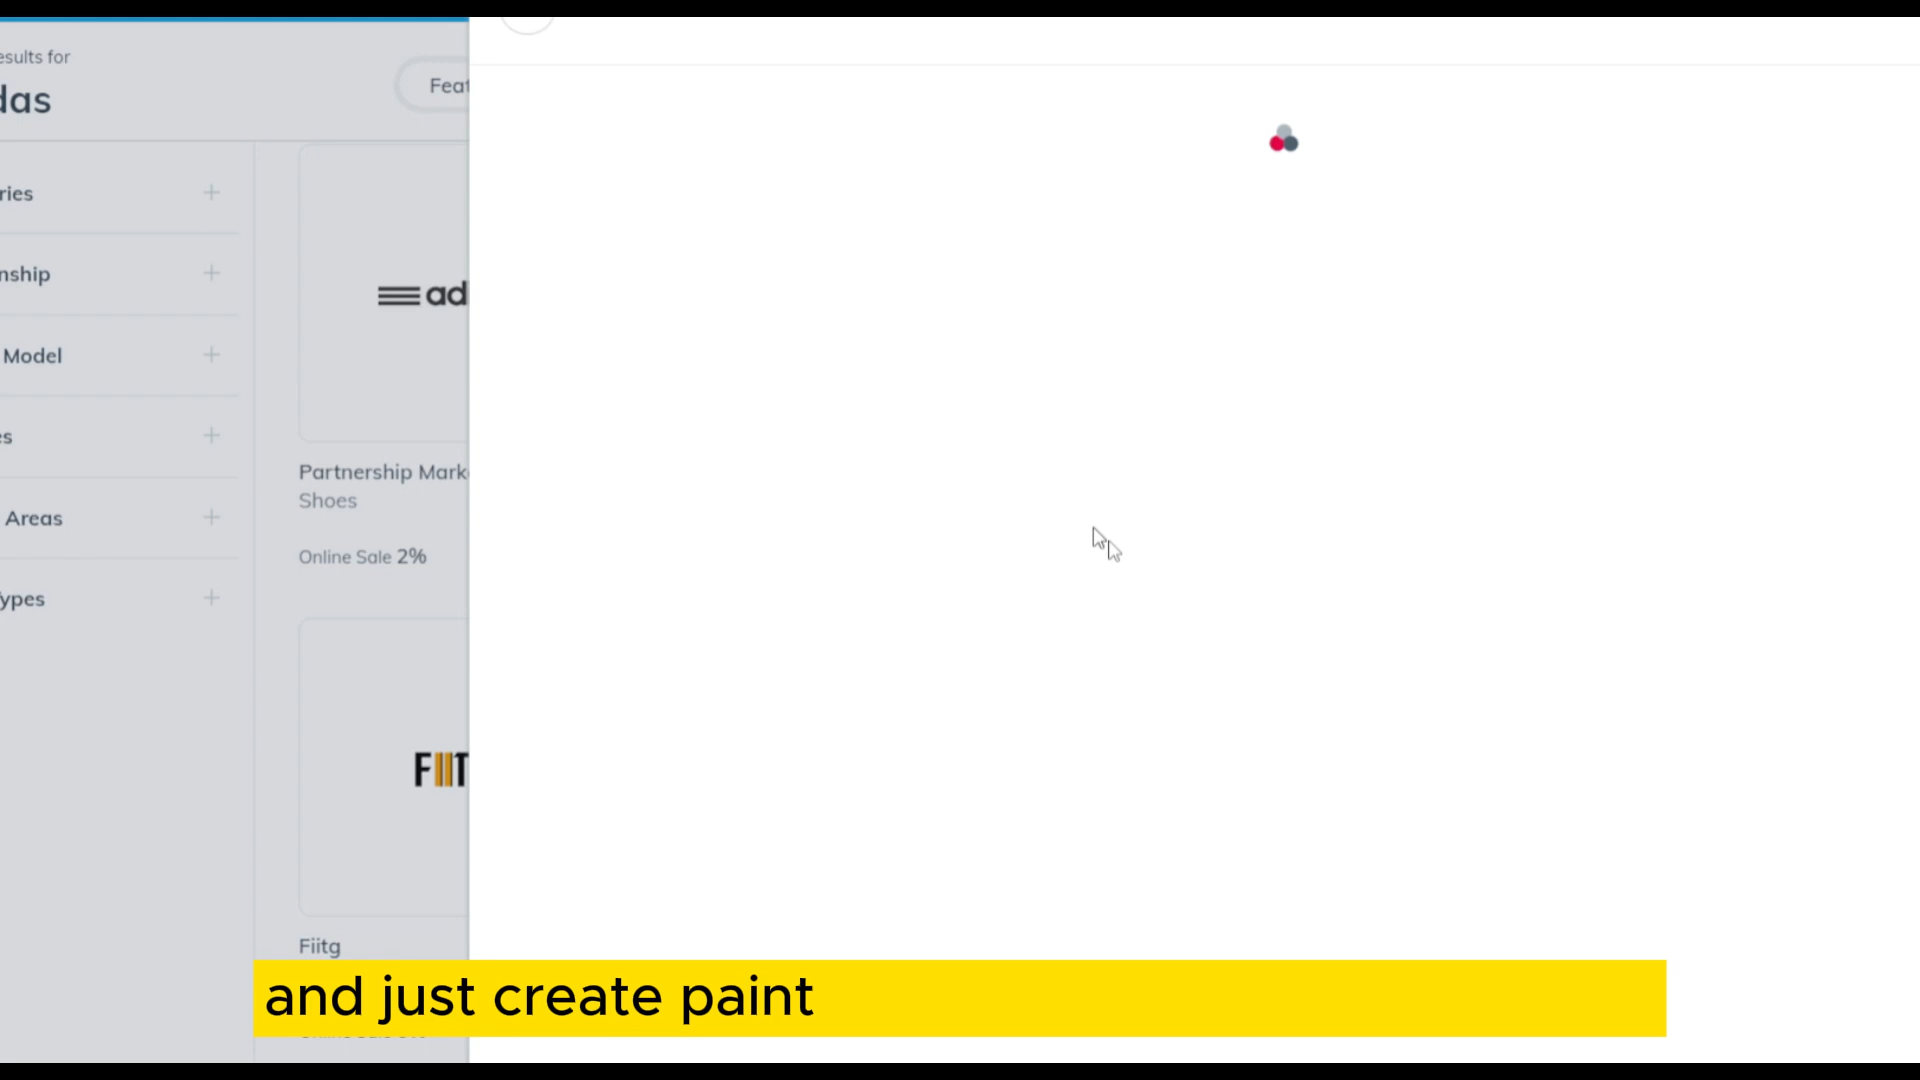 esults for
das
Feat
ries
nship
Model
es
Areas
ypes
ad
Partnership Mark
Shoes
Online Sale 2%
FIIT
Fiitg
and just create paint